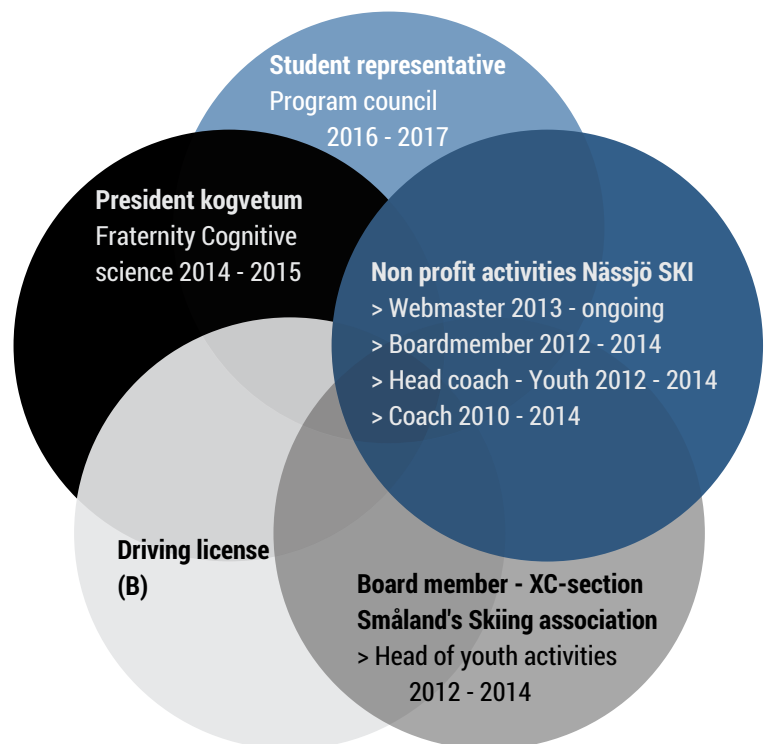 Student representative
Program council
2016 - 2017
President kogvetum
Fraternity Cognitive
science 2014 - 2015
Non profit activities Nässjö SKI
> Webmaster 2013 - ongoing
> Boardmember 2012 - 2014
> Head coach - Youth 2012 - 2014
> Coach 2010 - 2014
Driving license
(B)
Board member - XC-section
Småland's Skiing association
> Head of youth activities
2012 - 2014